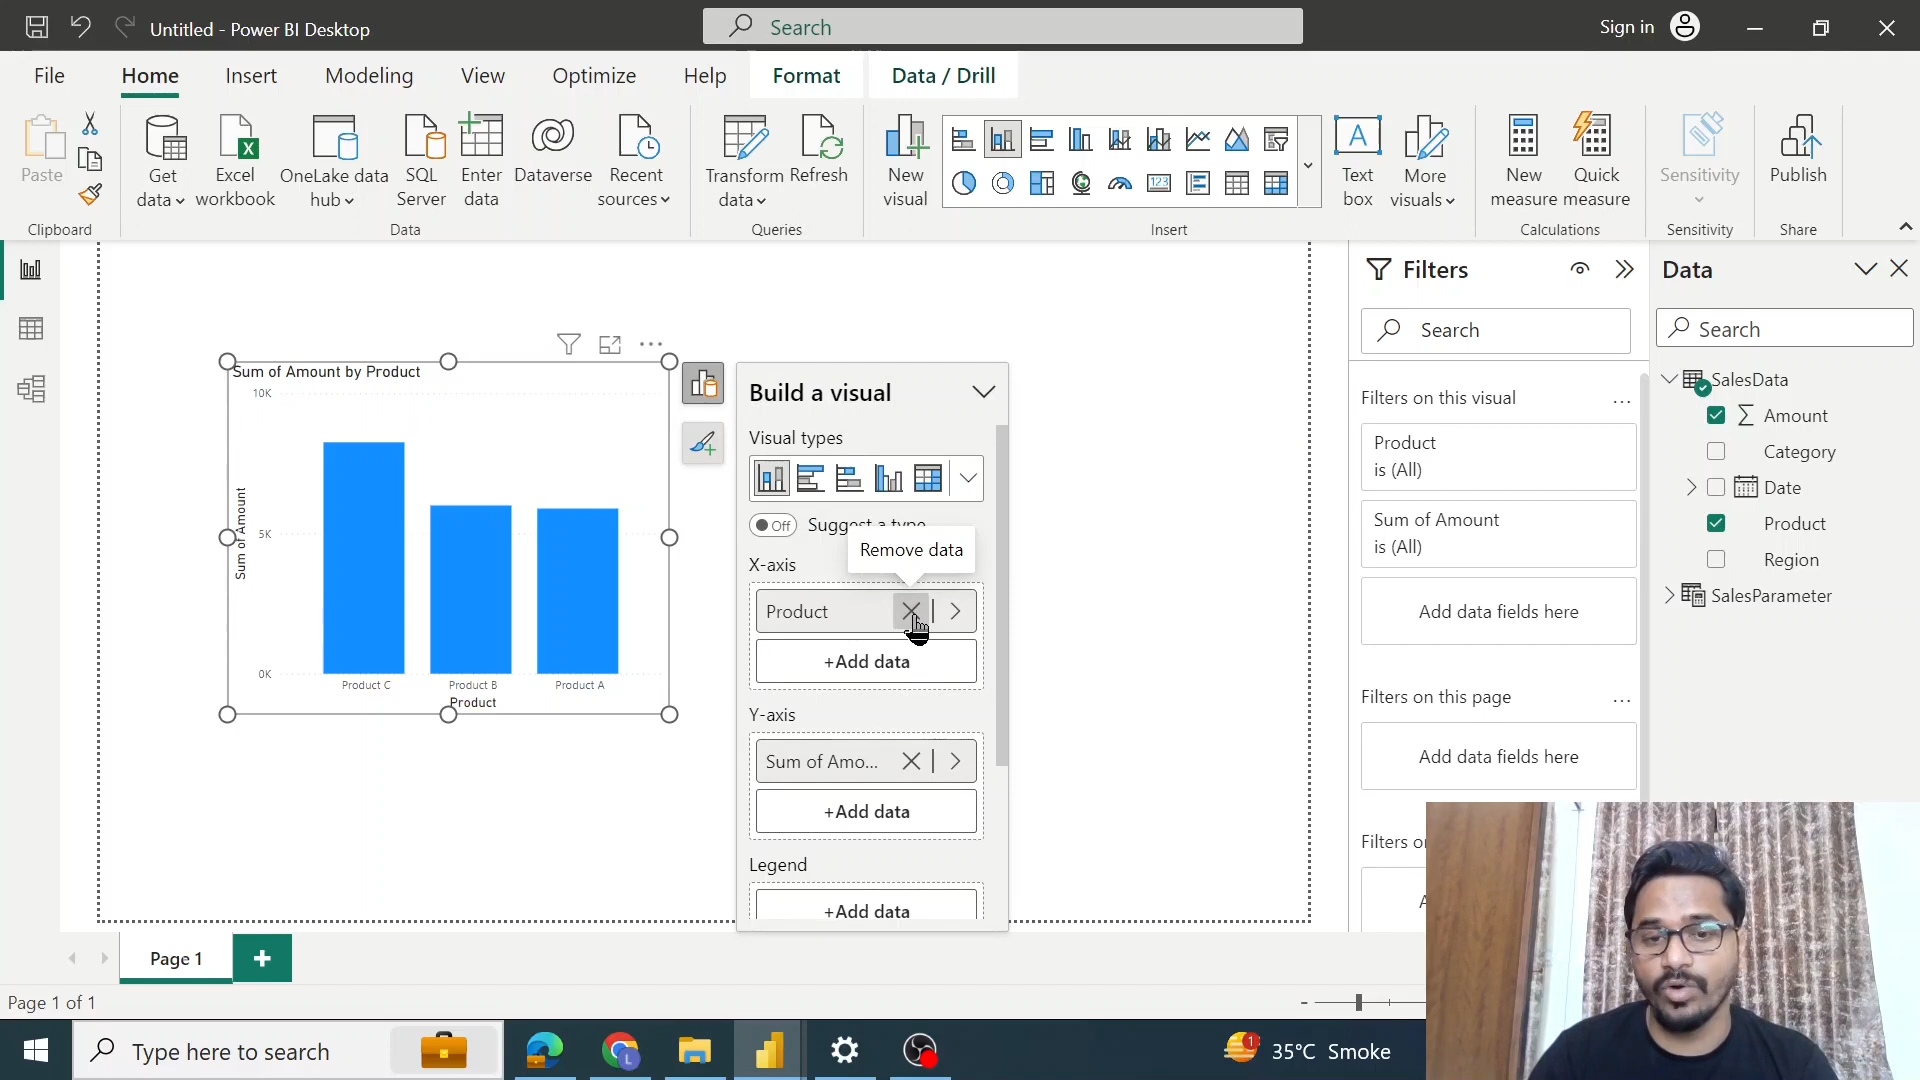 Untitled - Power BI Desktop
Search
Sign in
File
Home
Insert
Modeling
View
Optimize
Help
Format
Data / Drill
Paste
Get
data
Excel
workbook
OneLake data
hub
SQL
Server
Enter
data
Dataverse
Recent
sources
Transform
data
Refresh
New
visual
123
A
Text
box
More
visuals
New
measure
Quick
measure
Sensitivity
Publish
Clipboard
Data
Queries
Insert
Calculations
Sensitivity
Share
Sum of Amount by Product
10K
5K
0K
Sum of Amount
Product C
Product B
Product A
Product
Build a visual
Visual types
Off
Suggest a type
Remove data
X-axis
Product
+Add data
Y-axis
Sum of Amo...
+Add data
Legend
+Add data
Filters
Search
Filters on this visual
Product
is (All)
Sum of Amount
is (All)
Add data fields here
Filters on this page
Add data fields here
Filters o
Data
Search
SalesData
Amount
Category
Date
Product
Region
SalesParameter
Page 1
Page 1 of 1
Type here to search
L
1
35°C Smoke